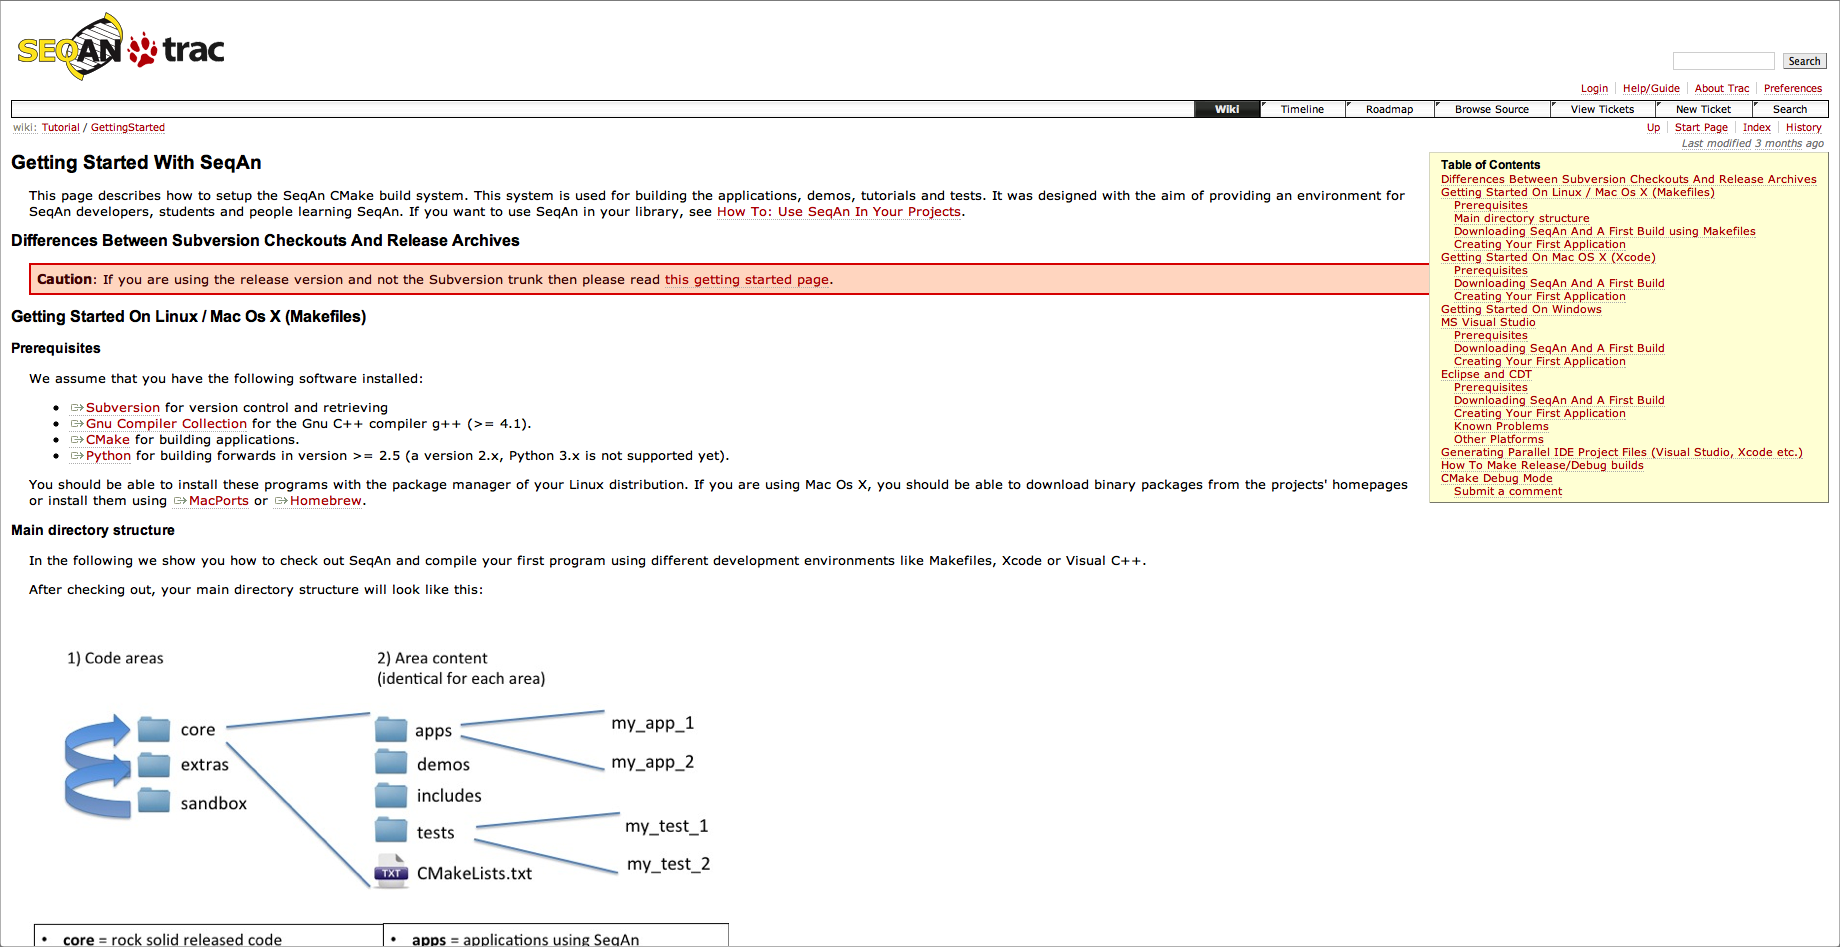 SEQAN trac
Search
Login Help/Guide About Trac Preferences
Wiki Timeline Roadmap Browse Source View Tickets New Ticket Search
wiki: Tutorial / GettingStarted
Up Start Page Index History
Last modified 3 months ago
Getting Started With SeqAn
This page describes how to setup the SeqAn CMake build system. This system is used for building the applications, demos, tutorials and tests. It was designed with the aim of providing an environment for
SeqAn developers, students and people learning SeqAn. If you want to use SeqAn in your library, see How To: Use SeqAn In Your Projects.
Differences Between Subversion Checkouts And Release Archives
Caution: If you are using the release version and not the Subversion trunk then please read this getting started page.
Getting Started On Linux / Mac Os X (Makefiles)
Prerequisites
We assume that you have the following software installed:
• Subversion for version control and retrieving
• Gnu Compiler Collection for the Gnu C++ compiler g++ (>= 4.1).
• CMake for building applications.
• Python for building forwards in version >= 2.5 (a version 2.x, Python 3.x is not supported yet).
You should be able to install these programs with the package manager of your Linux distribution. If you are using Mac Os X, you should be able to download binary packages from the projects' homepages
or install them using MacPorts or Homebrew.
Main directory structure
In the following we show you how to check out SeqAn and compile your first program using different development environments like Makefiles, Xcode or Visual C++.
After checking out, your main directory structure will look like this:
Table of Contents
Differences Between Subversion Checkouts And Release Archives
Getting Started On Linux / Mac Os X (Makefiles)
Prerequisites
Main directory structure
Downloading SeqAn And A First Build using Makefiles
Creating Your First Application
Getting Started On Mac OS X (Xcode)
Prerequisites
Downloading SeqAn And A First Build
Creating Your First Application
Getting Started On Windows
MS Visual Studio
Prerequisites
Downloading SeqAn And A First Build
Creating Your First Application
Eclipse and CDT
Prerequisites
Downloading SeqAn And A First Build
Creating Your First Application
Known Problems
Other Platforms
Generating Parallel IDE Project Files (Visual Studio, Xcode etc.)
How To Make Release/Debug builds
CMake Debug Mode
Submit a comment
1) Code areas
core
extras
sandbox
2) Area content
(identical for each area)
apps
demos
includes
tests
TXT CMakeLists.txt
my_app_1
my_app_2
my_test_1
my_test_2
• core = rock solid released code
• apps = applications using SeqAn